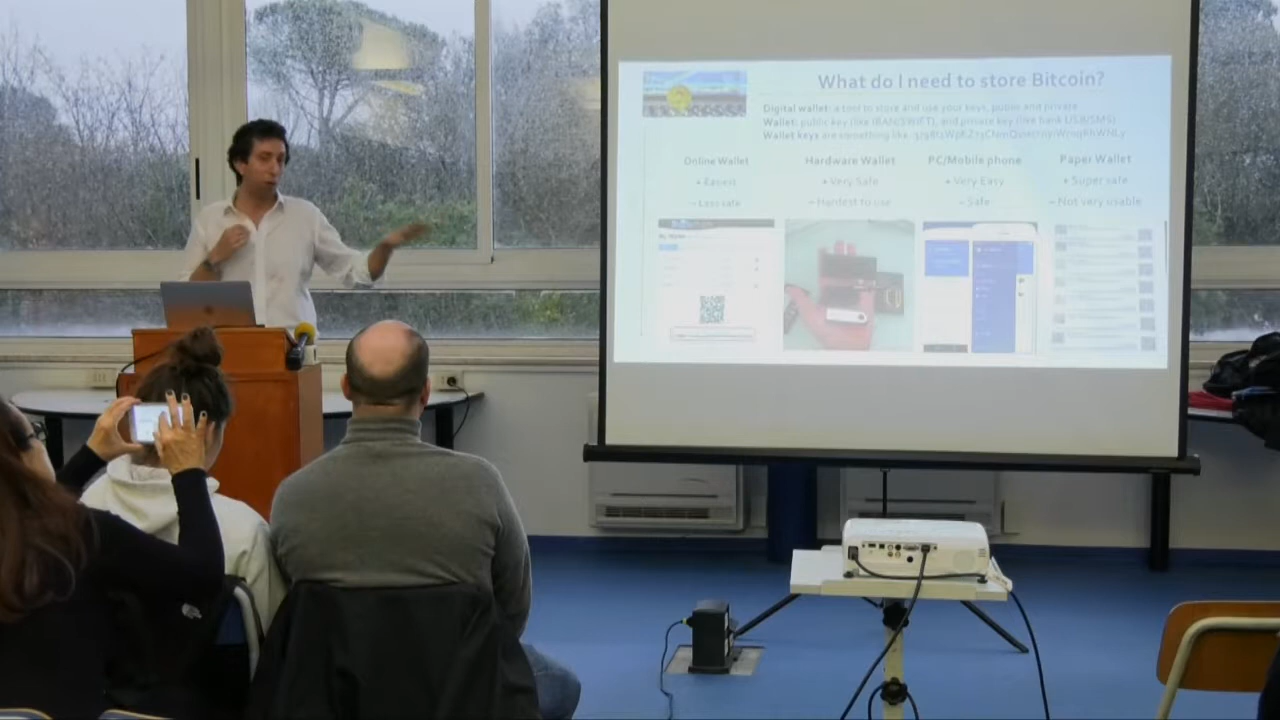 What do I need to store Bitcoin?
Digital wallet: a tool to store and use your keys, public and private
Wallet: public key (like IBAN/SWIFT), and private key (like bank USB/SMS)
Wallet keys are something like
Online Wallet
Hardware Wallet
PC/Mobile phone
Paper Wallet
+ Easiest
+ Very Safe
+ Very Easy
+ Super safe
– Less safe
– Hardest to use
– Safe
– Not very usable